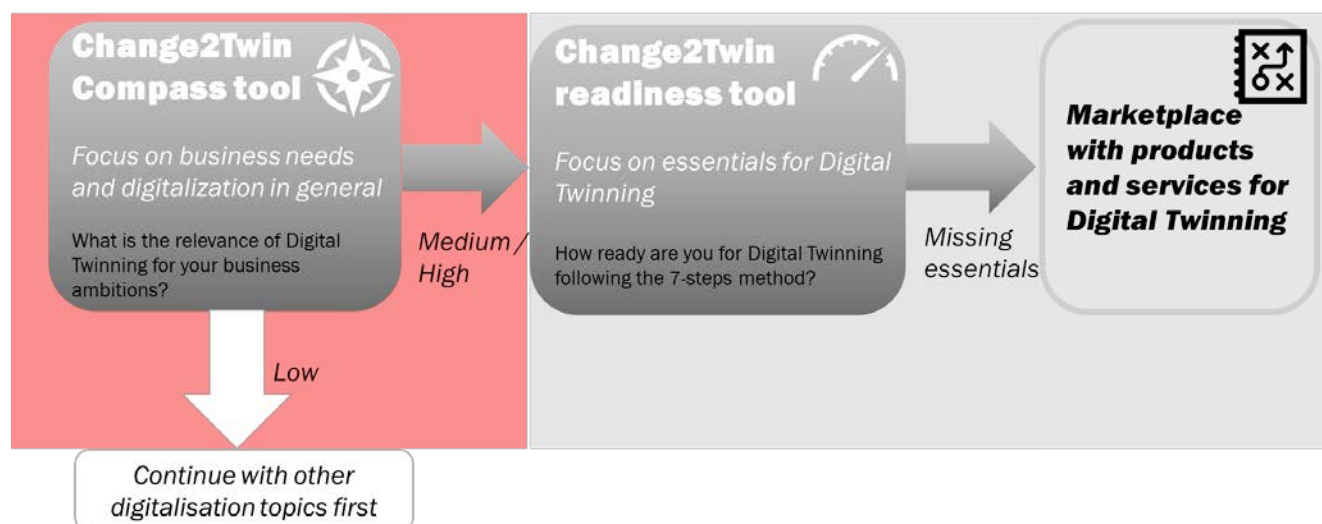 Change2Twin
Compass tool
Focus on business needs
and digitalization in general
What is the relevance of Digital
Twinning for your business
ambitions?
Medium /
High
Low
Continue with other
digitalisation topics first
Change2Twin
readiness tool
Focus on essentials for Digital
Twinning
How ready are you for Digital Twinning
following the 7-steps method?
Missing
essentials
Marketplace
with products
and services for
Digital Twinning